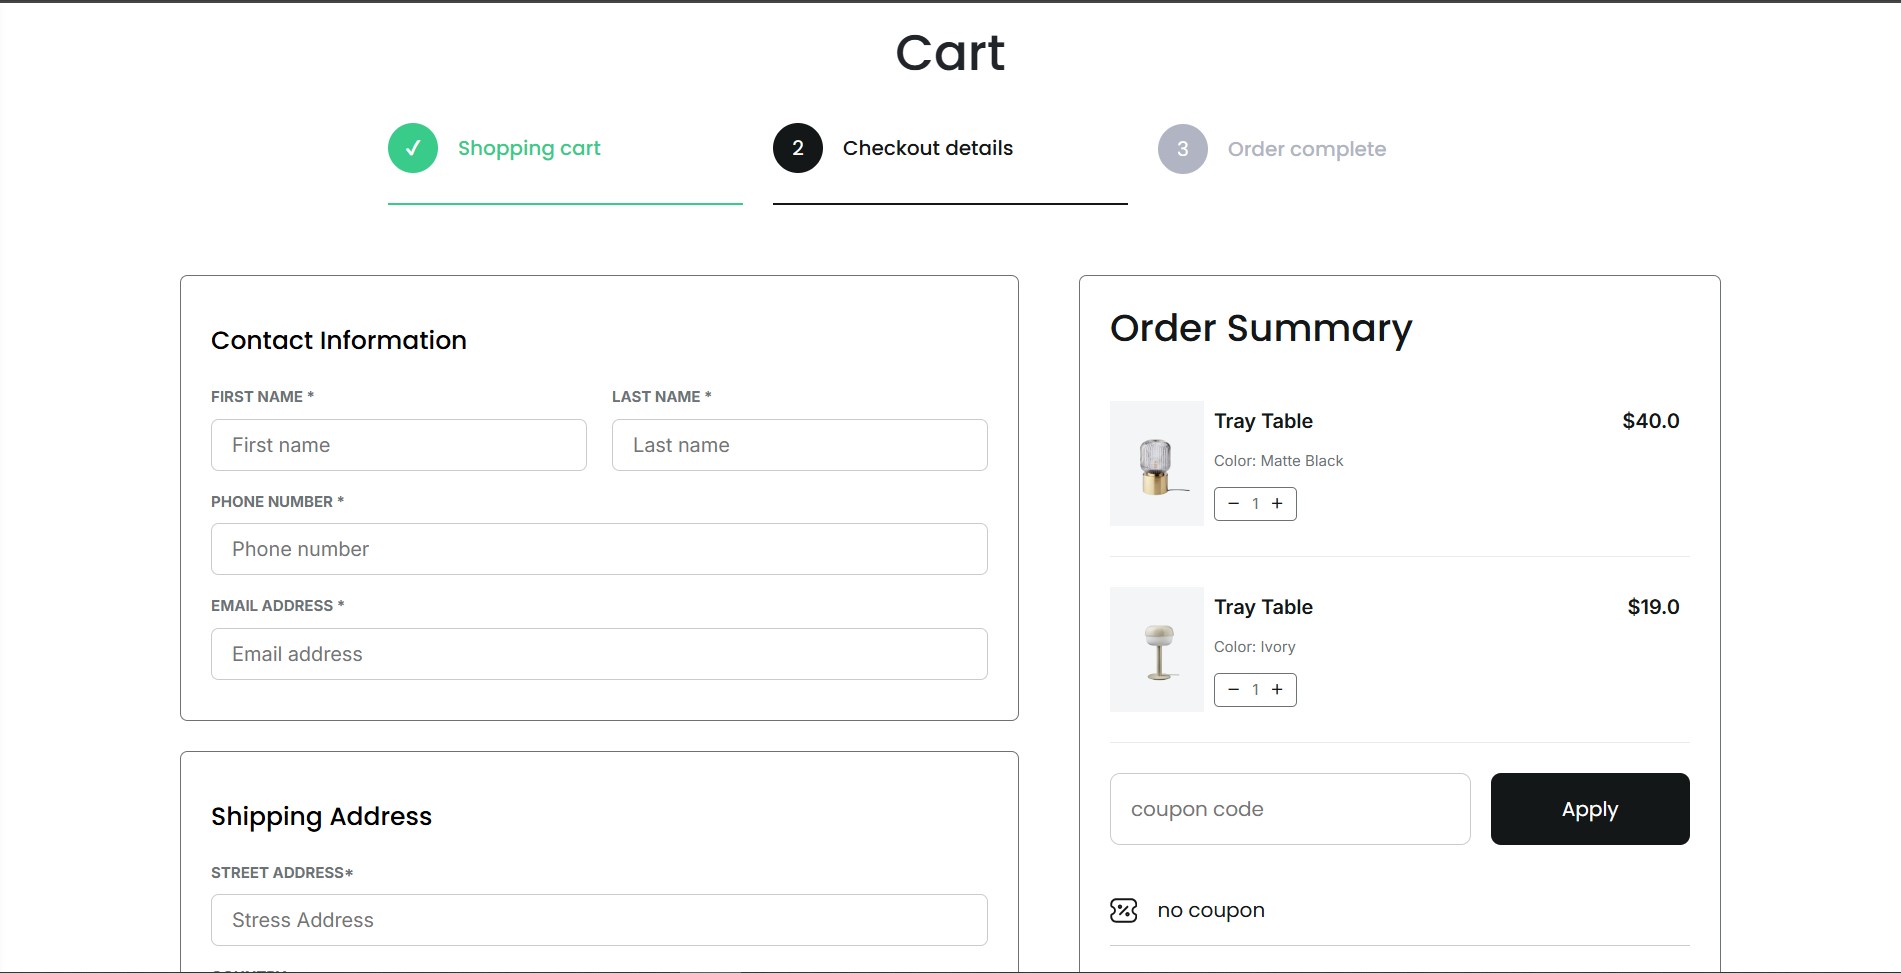 Cart
✓ Shopping cart
2 Checkout details
3 Order complete
Contact Information
FIRST NAME * LAST NAME *
First name Last name
PHONE NUMBER *
Phone number
EMAIL ADDRESS *
Email address
Shipping Address
STREET ADDRESS*
Stress Address
Order Summary
Tray Table $40.0
Color: Matte Black
− 1 +
Tray Table $19.0
Color: Ivory
− 1 +
coupon code Apply
no coupon